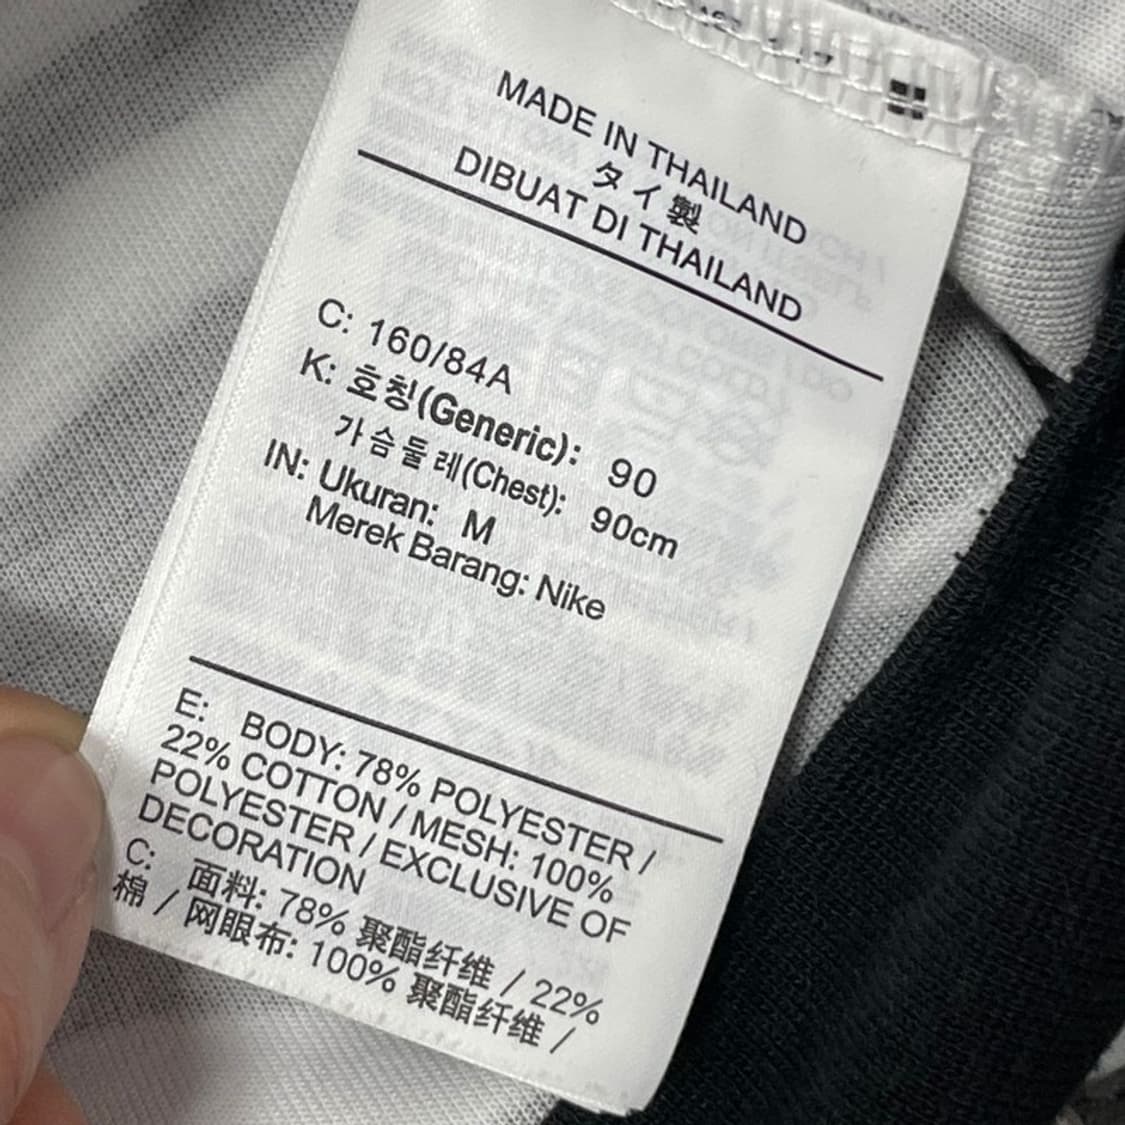 MADE IN THAILAND
タイ製
DIBUAT DI THAILAND
C: 160/84A
K: 호칭(Generic): 90
가슴둘레(Chest): 90cm
IN: Ukuran: M
Merek Barang: Nike
E: BODY: 78% POLYESTER /
22% COTTON / MESH: 100%
POLYESTER / EXCLUSIVE OF
DECORATION
C: 面料: 78% 聚酯纤维 / 22%
棉 / 网眼布: 100% 聚酯纤维 /